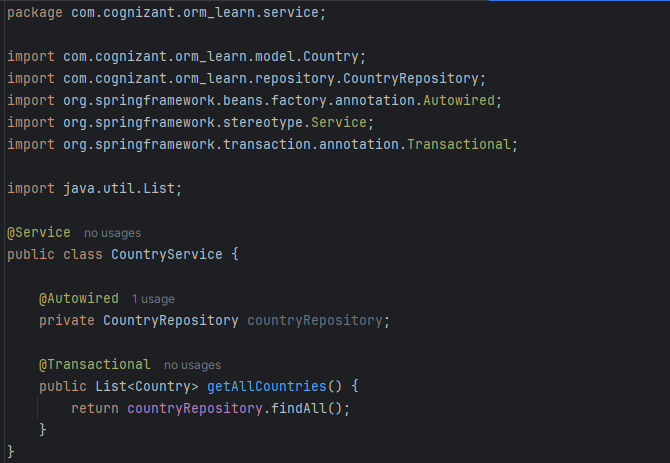 package com.cognizant.orm_learn.service;

import com.cognizant.orm_learn.model.Country;
import com.cognizant.orm_learn.repository.CountryRepository;
import org.springframework.beans.factory.annotation.Autowired;
import org.springframework.stereotype.Service;
import org.springframework.transaction.annotation.Transactional;

import java.util.List;

@Service no usages
public class CountryService {

    @Autowired 1 usage
    private CountryRepository countryRepository;

    @Transactional no usages
    public List<Country> getAllCountries() {
        return countryRepository.findAll();
    }
}